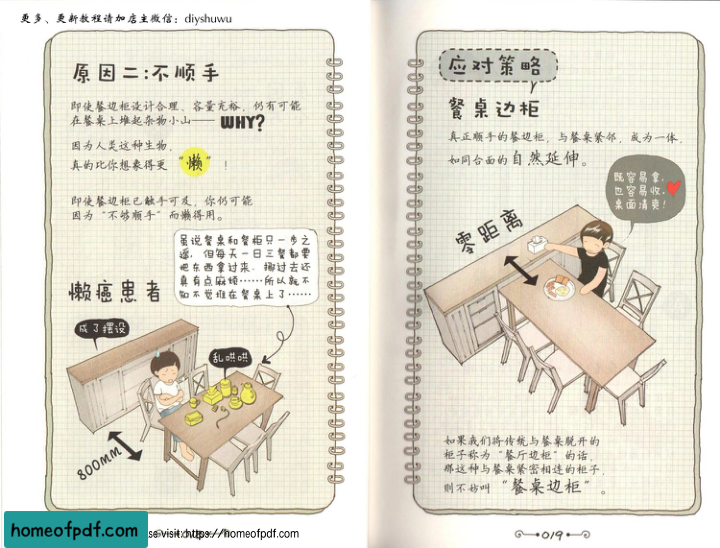 更多、更新教程请加店主微信：diyshuwu
原因二:不顺手
即使餐边柜设计合理、容量充裕，仍有可能
在餐桌上堆起杂物小山—— WHY?
因为人类这种生物，
真的比你想象得更“懒”！
即使餐边柜已触手可及，你仍可能
因为“不够顺手”而懒得用。
虽说餐桌和餐柜只一步之
遥，但每天一日三餐都要
把东西拿过来、挪过去还
真有点麻烦……所以就不
知不觉堆在餐桌上了……
懒癌患者
成了摆设
乱哄哄
800mm
应对策略
餐桌边柜
真正顺手的餐边柜，与餐桌紧邻，成为一体，
如同台面的自然延伸。
既容易拿，
也容易收，
桌面清爽！
零距离
如果我们将传统与餐桌脱开的
柜子称为“餐厅边柜”的话，
那这种与餐桌紧密相连的柜子，
则不妨叫“餐桌边柜”。
019
homeofpdf.com
se visit https://homeofpdf.com